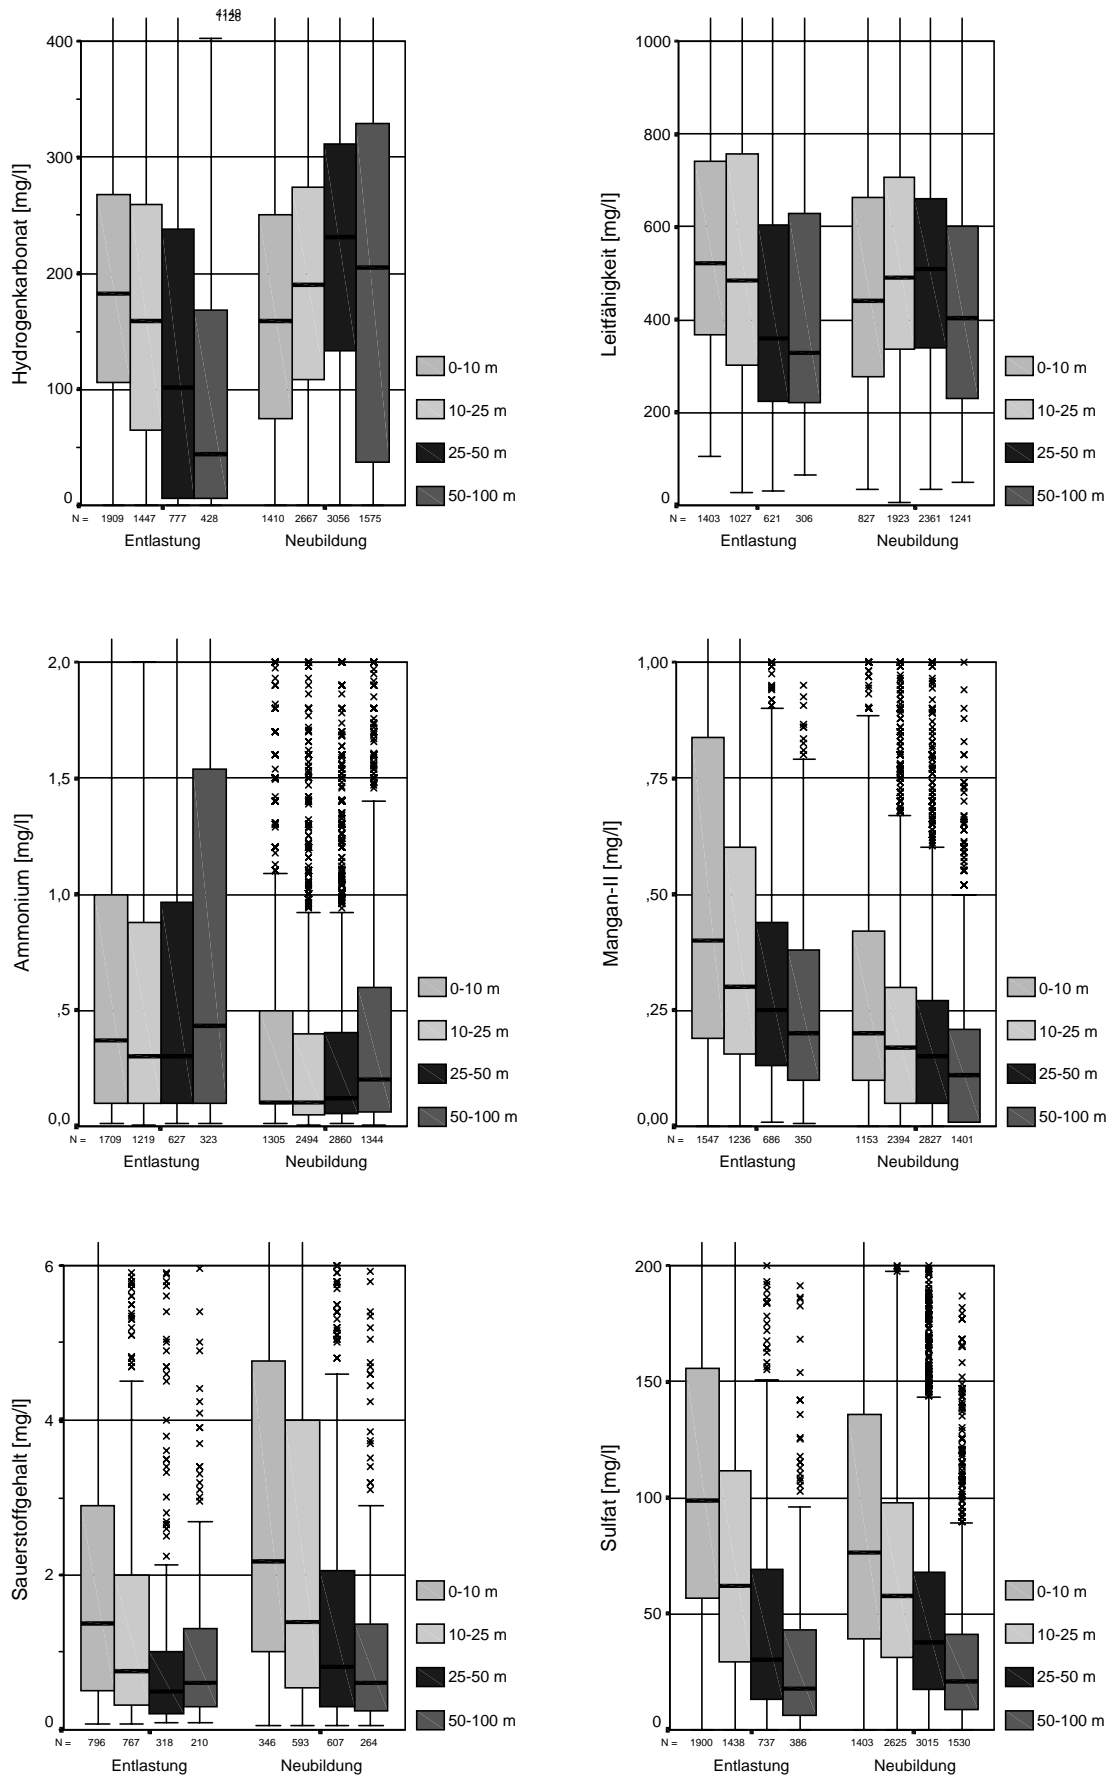 4149
1128
Hydrogenkarbonat [mg/l]
400
300
200
100
0
N = 1909 1447 777 428 1410 2667 3056 1575
Entlastung Neubildung
0-10 m
10-25 m
25-50 m
50-100 m
Leitfähigkeit [mg/l]
1000
800
600
400
200
0
N = 1403 1027 621 306 827 1923 2361 1241
Entlastung Neubildung
0-10 m
10-25 m
25-50 m
50-100 m
Ammonium [mg/l]
2,0
1,5
1,0
,5
0,0
N = 1709 1219 627 323 1305 2494 2860 1344
Entlastung Neubildung
0-10 m
10-25 m
25-50 m
50-100 m
Mangan-II [mg/l]
1,00
,75
,50
,25
0,00
N = 1547 1236 686 350 1153 2394 2827 1401
Entlastung Neubildung
0-10 m
10-25 m
25-50 m
50-100 m
Sauerstoffgehalt [mg/l]
6
4
2
0
N = 796 767 318 210 346 593 607 264
Entlastung Neubildung
0-10 m
10-25 m
25-50 m
50-100 m
Sulfat [mg/l]
200
150
100
50
0
N = 1900 1438 737 386 1403 2625 3015 1530
Entlastung Neubildung
0-10 m
10-25 m
25-50 m
50-100 m